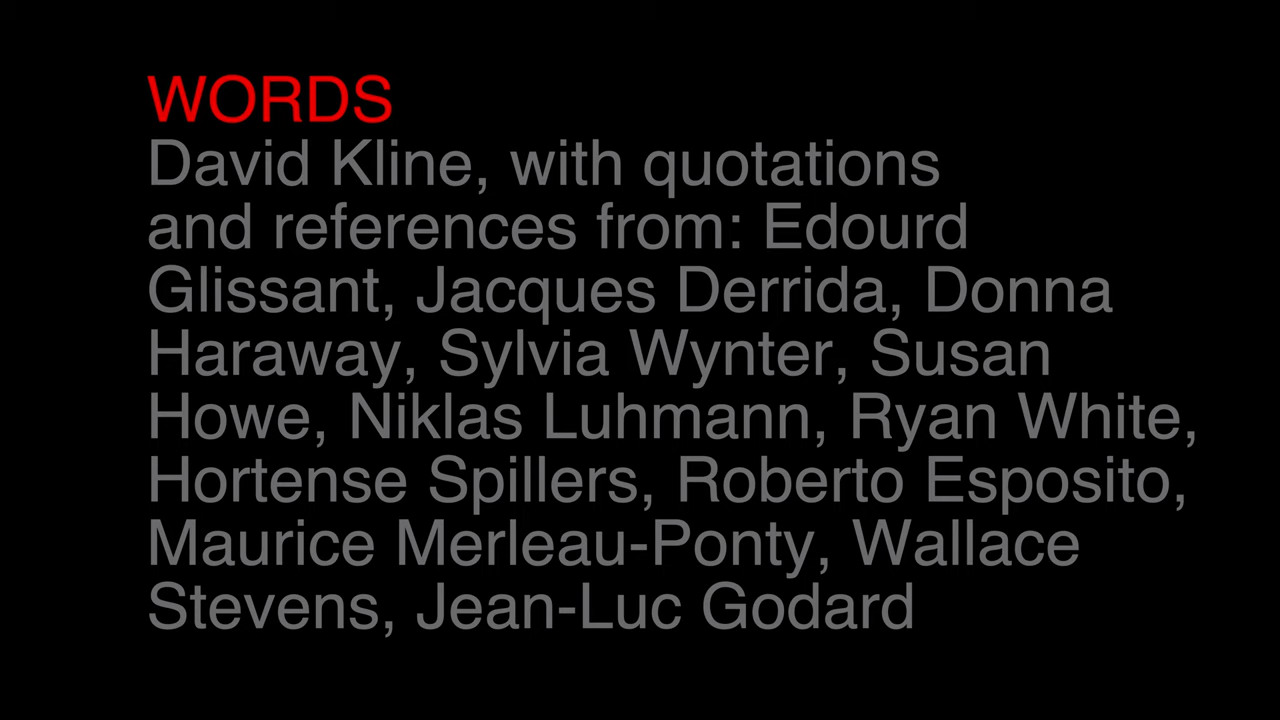 WORDS
David Kline, with quotations
and references from: Edourd
Glissant, Jacques Derrida, Donna
Haraway, Sylvia Wynter, Susan
Howe, Niklas Luhmann, Ryan White,
Hortense Spillers, Roberto Esposito,
Maurice Merleau-Ponty, Wallace
Stevens, Jean-Luc Godard